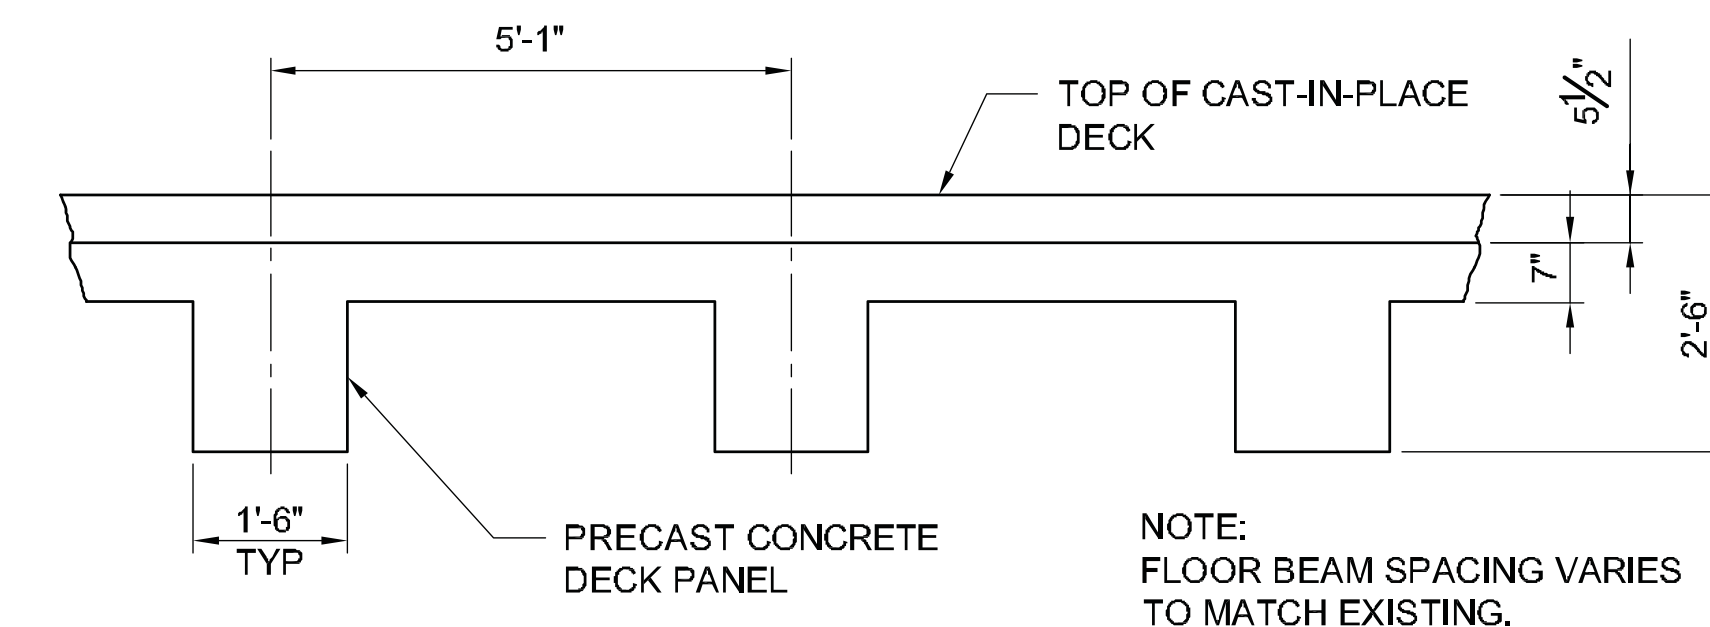 5'-1"
TOP OF CAST-IN-PLACE
DECK
5½"
7"
2'-6"
1'-6"
TYP
PRECAST CONCRETE
DECK PANEL
NOTE:
FLOOR BEAM SPACING VARIES
TO MATCH EXISTING.